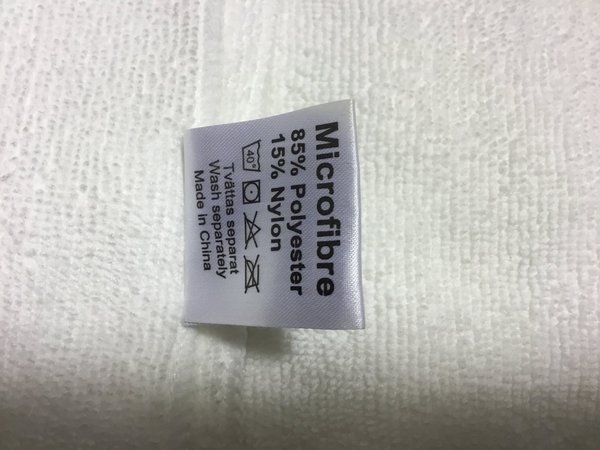 Microfibre
85% Polyester
15% Nylon
40°
Tvättas separat
Wash separately
Made in China